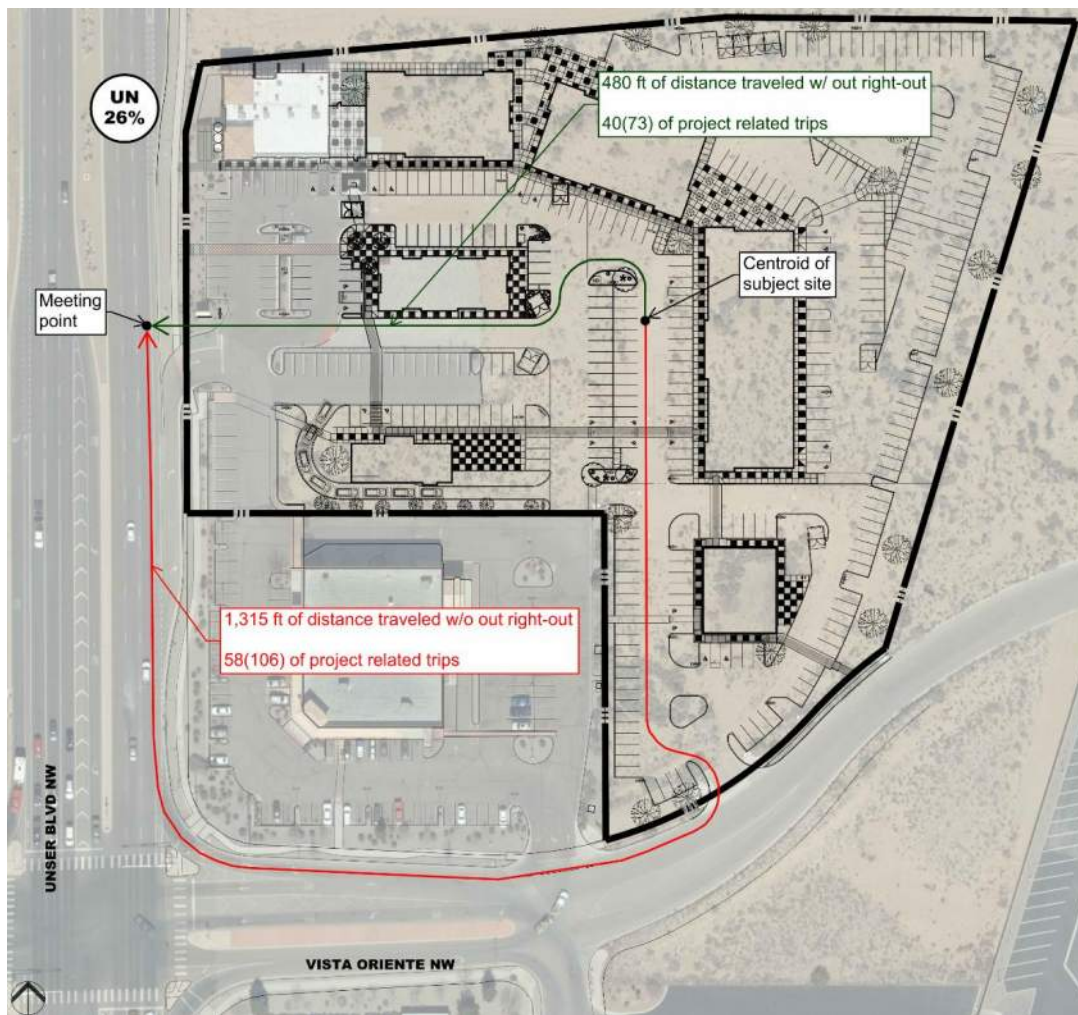 UN
26%
480 ft of distance traveled w/ out right-out
40(73) of project related trips
Centroid of
subject site
Meeting
point
1,315 ft of distance traveled w/o out right-out
58(106) of project related trips
UNSER BLVD NW
VISTA ORIENTE NW